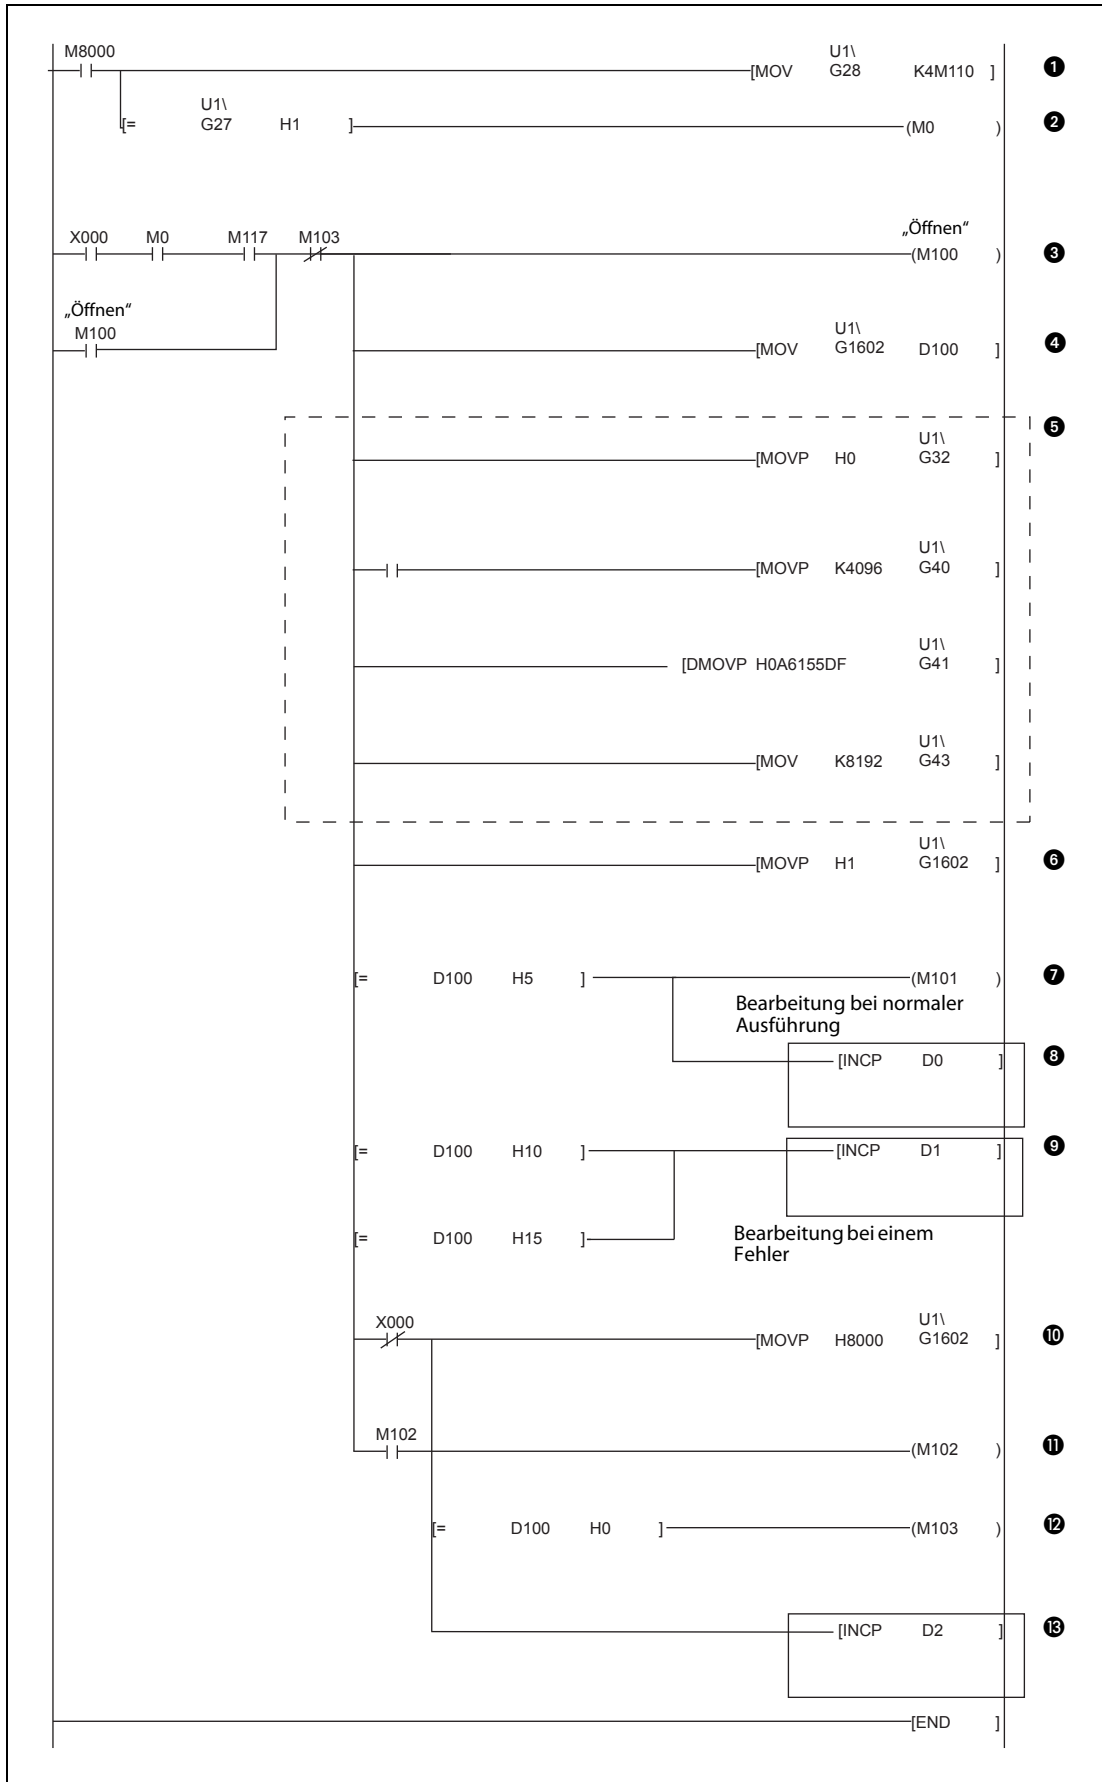 M8000
U1\
[MOV G28 K4M110 ] ❶
U1\
[= G27 H1 ] (M0 ) ❷
„Öffnen“
X000 M0 M117 M103
(M100 ) ❸
„Öffnen“
M100
U1\
[MOV G1602 D100 ] ❹
❺
U1\
[MOVP H0 G32 ]
U1\
[MOVP K4096 G40 ]
U1\
[DMOVP H0A6155DF G41 ]
U1\
[MOV K8192 G43 ]
U1\
[MOVP H1 G1602 ] ❻
[= D100 H5 ] (M101 ) ❼
Bearbeitung bei normaler
Ausführung
[INCP D0 ] ❽
[= D100 H10 ] [INCP D1 ] ❾
[= D100 H15 ]
Bearbeitung bei einem
Fehler
X000
U1\
[MOVP H8000 G1602 ] ❿
M102
(M102 ) ⓫
[= D100 H0 ] (M103 ) ⓬
[INCP D2 ] ⓭
[END ]